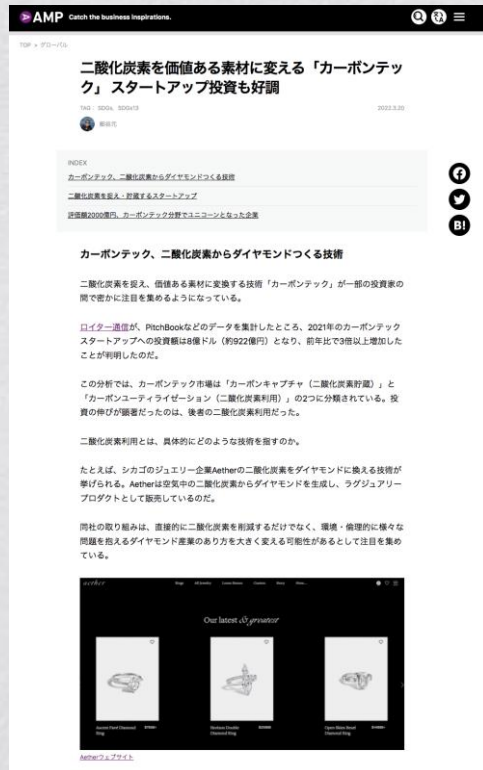 AMP Catch the business inspirations.
TOP » グローバル
二酸化炭素を価値ある素材に変える「カーボンテッ
ク」 スタートアップ投資も好調
TAG： SDGs, SDGs13
2022.5.20
INDEX
カーボンテック、二酸化炭素からダイヤモンドつくる技術
二酸化炭素を捉え・貯蔵するスタートアップ
評価額2000億円、カーボンテック分野でユニコーンとなった企業
B!
カーボンテック、二酸化炭素からダイヤモンドつくる技術
二酸化炭素を捉え、価値ある素材に変換する技術「カーボンテック」が一部の投資家の
間で密かに注目を集めるようになっている。
ロイター通信が、PitchBookなどのデータを集計したところ、2021年のカーボンテック
スタートアップへの投資額は8億ドル（約922億円）となり、前年比で3倍以上増加した
ことが判明したのだ。
この分析では、カーボンテック市場は「カーボンキャプチャ（二酸化炭素貯蔵）」と
「カーボンユーティライゼーション（二酸化炭素利用）」の2つに分類されている。投
資の伸びが顕著だったのは、後者の二酸化炭素利用だった。
二酸化炭素利用とは、具体的にどのような技術を指すのか。
たとえば、シカゴのジュエリー企業Aetherの二酸化炭素をダイヤモンドに換える技術が
挙げられる。Aetherは空気中の二酸化炭素からダイヤモンドを生成し、ラグジュアリー
プロダクトとして販売しているのだ。
同社の取り組みは、直接的に二酸化炭素を削減するだけでなく、環境・倫理的に様々な
問題を抱えるダイヤモンド産業のあり方を大きく変える可能性があるとして注目を集め
ている。
aether
Our latest & greatest
Aetherウェブサイト